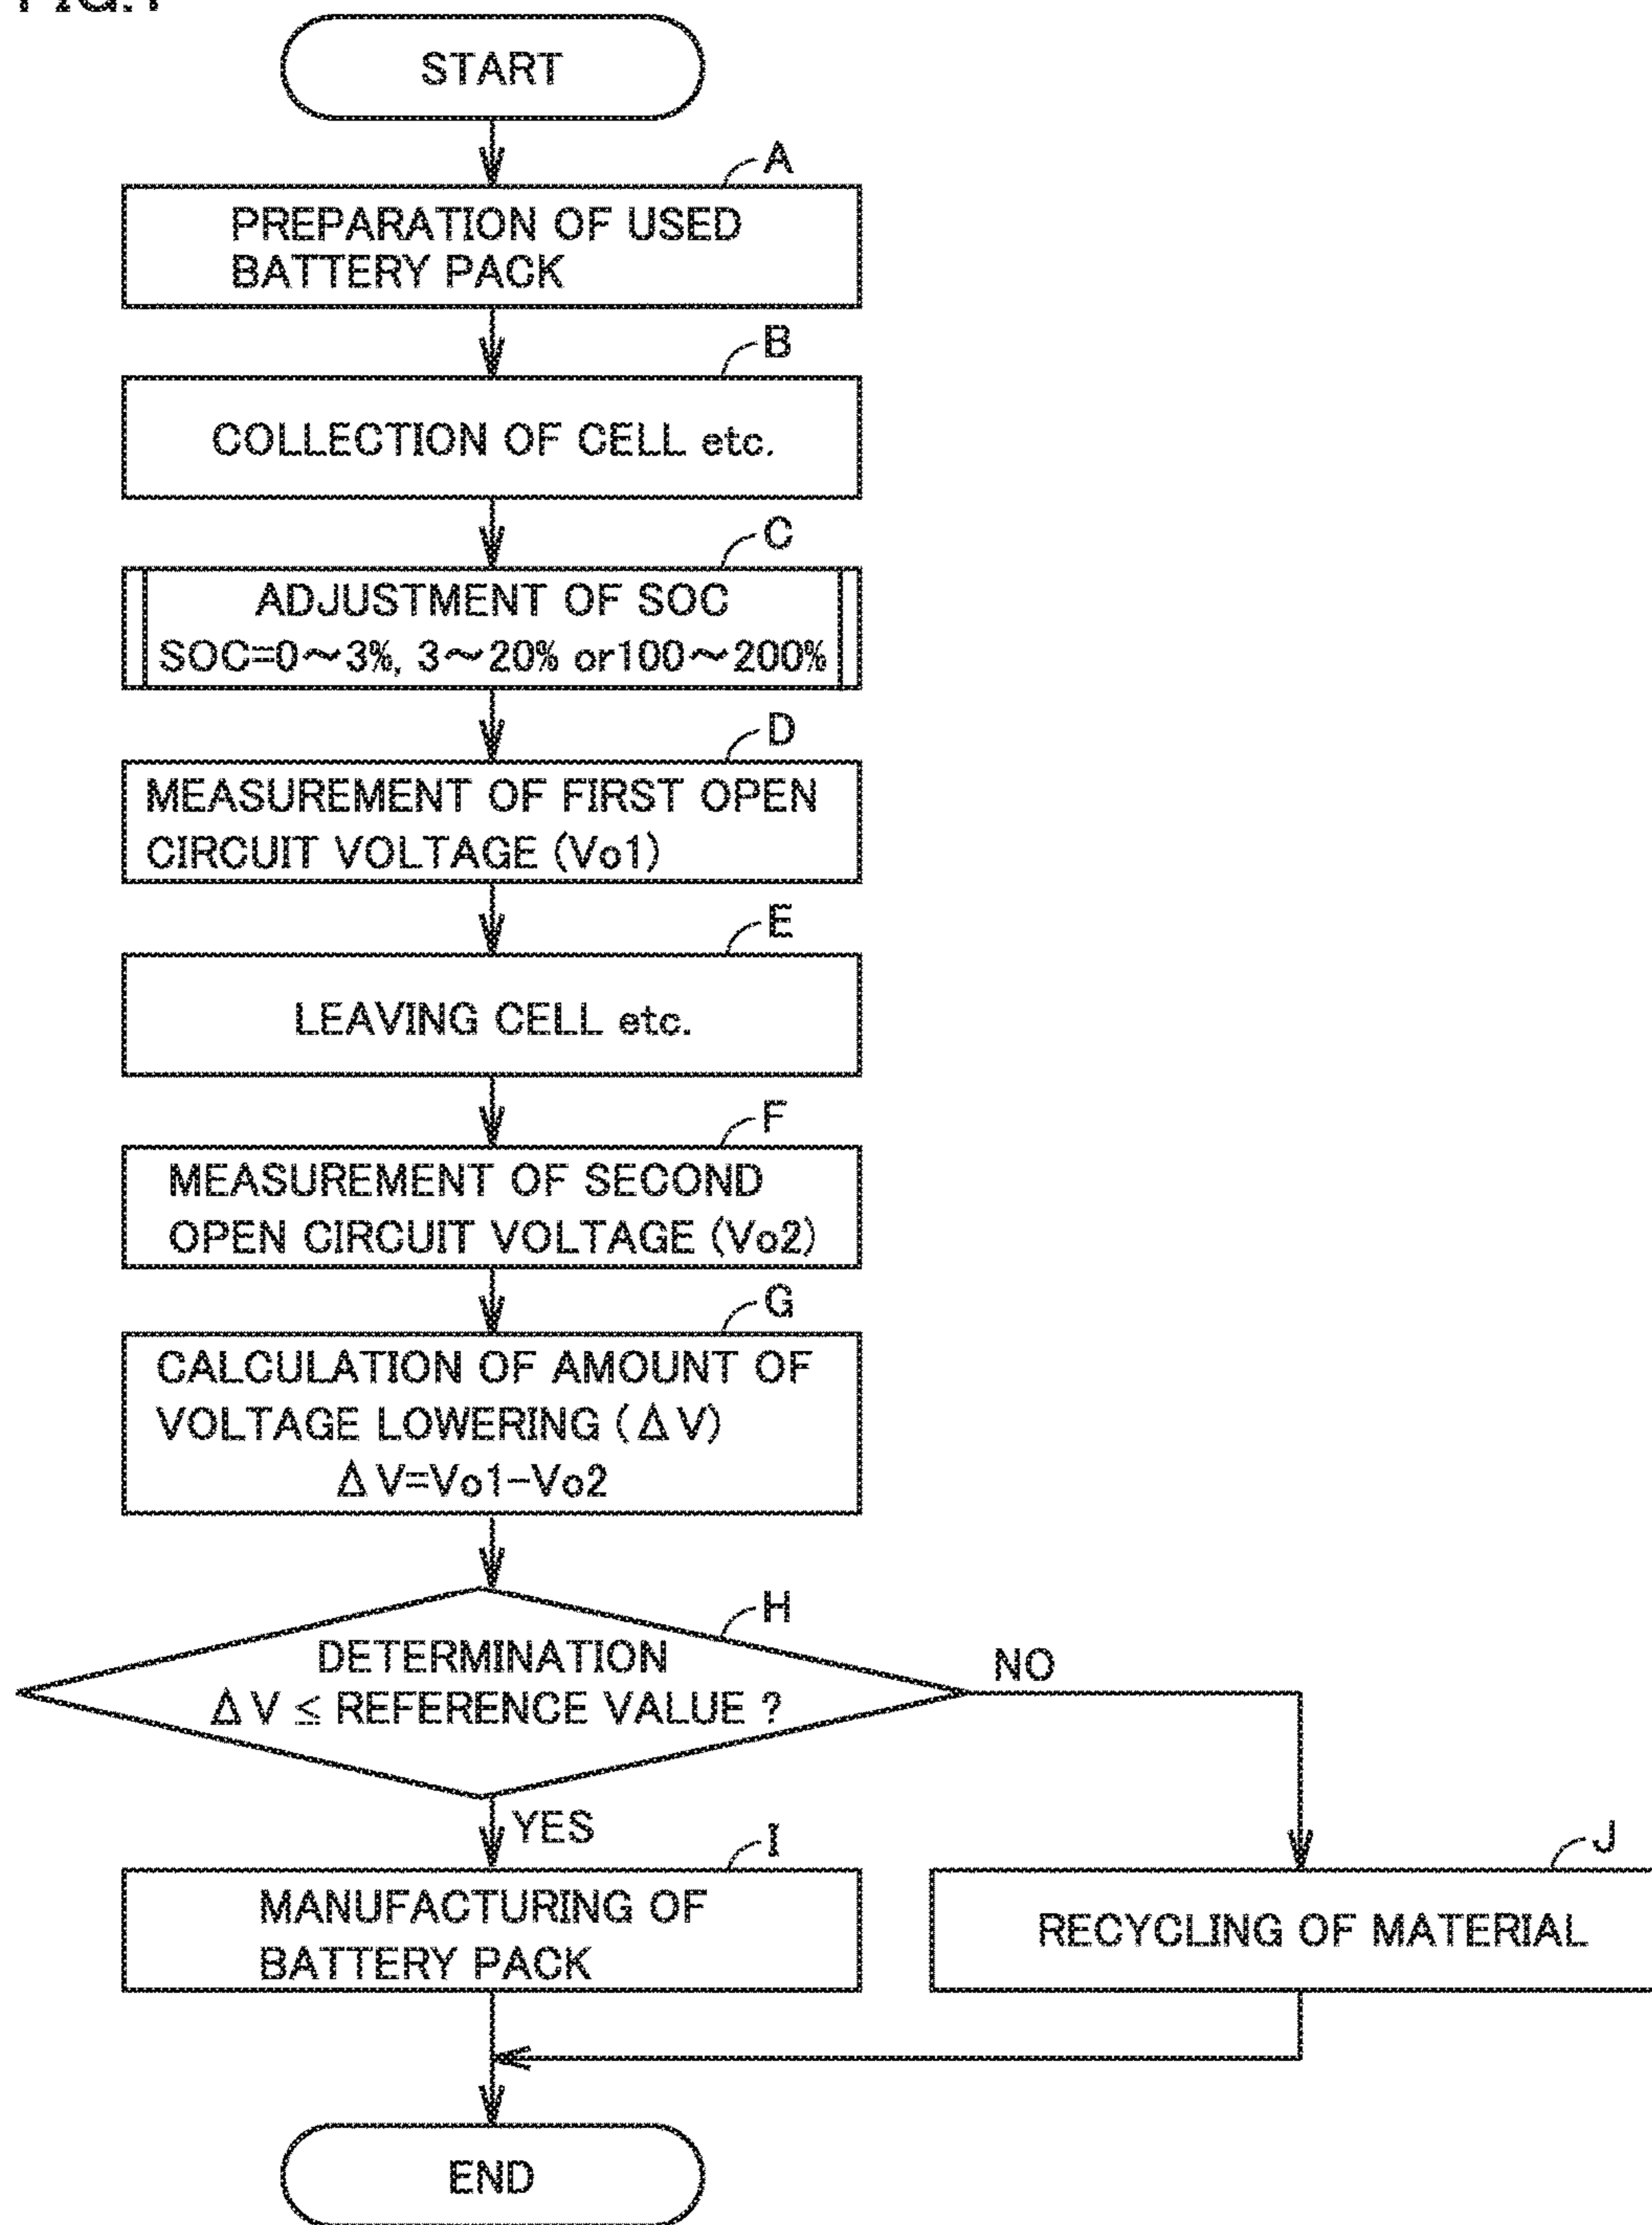 START
A
PREPARATION OF USED
BATTERY PACK
B
COLLECTION OF CELL etc.
C
ADJUSTMENT OF SOC
SOC=0～3%, 3～20% or100～200%
D
MEASUREMENT OF FIRST OPEN
CIRCUIT VOLTAGE (Vo1)
E
LEAVING CELL etc.
F
MEASUREMENT OF SECOND
OPEN CIRCUIT VOLTAGE (Vo2)
G
CALCULATION OF AMOUNT OF
VOLTAGE LOWERING (ΔV)
ΔV=Vo1-Vo2
H
DETERMINATION
ΔV ≤ REFERENCE VALUE ?
NO
YES
I
MANUFACTURING OF
BATTERY PACK
J
RECYCLING OF MATERIAL
END